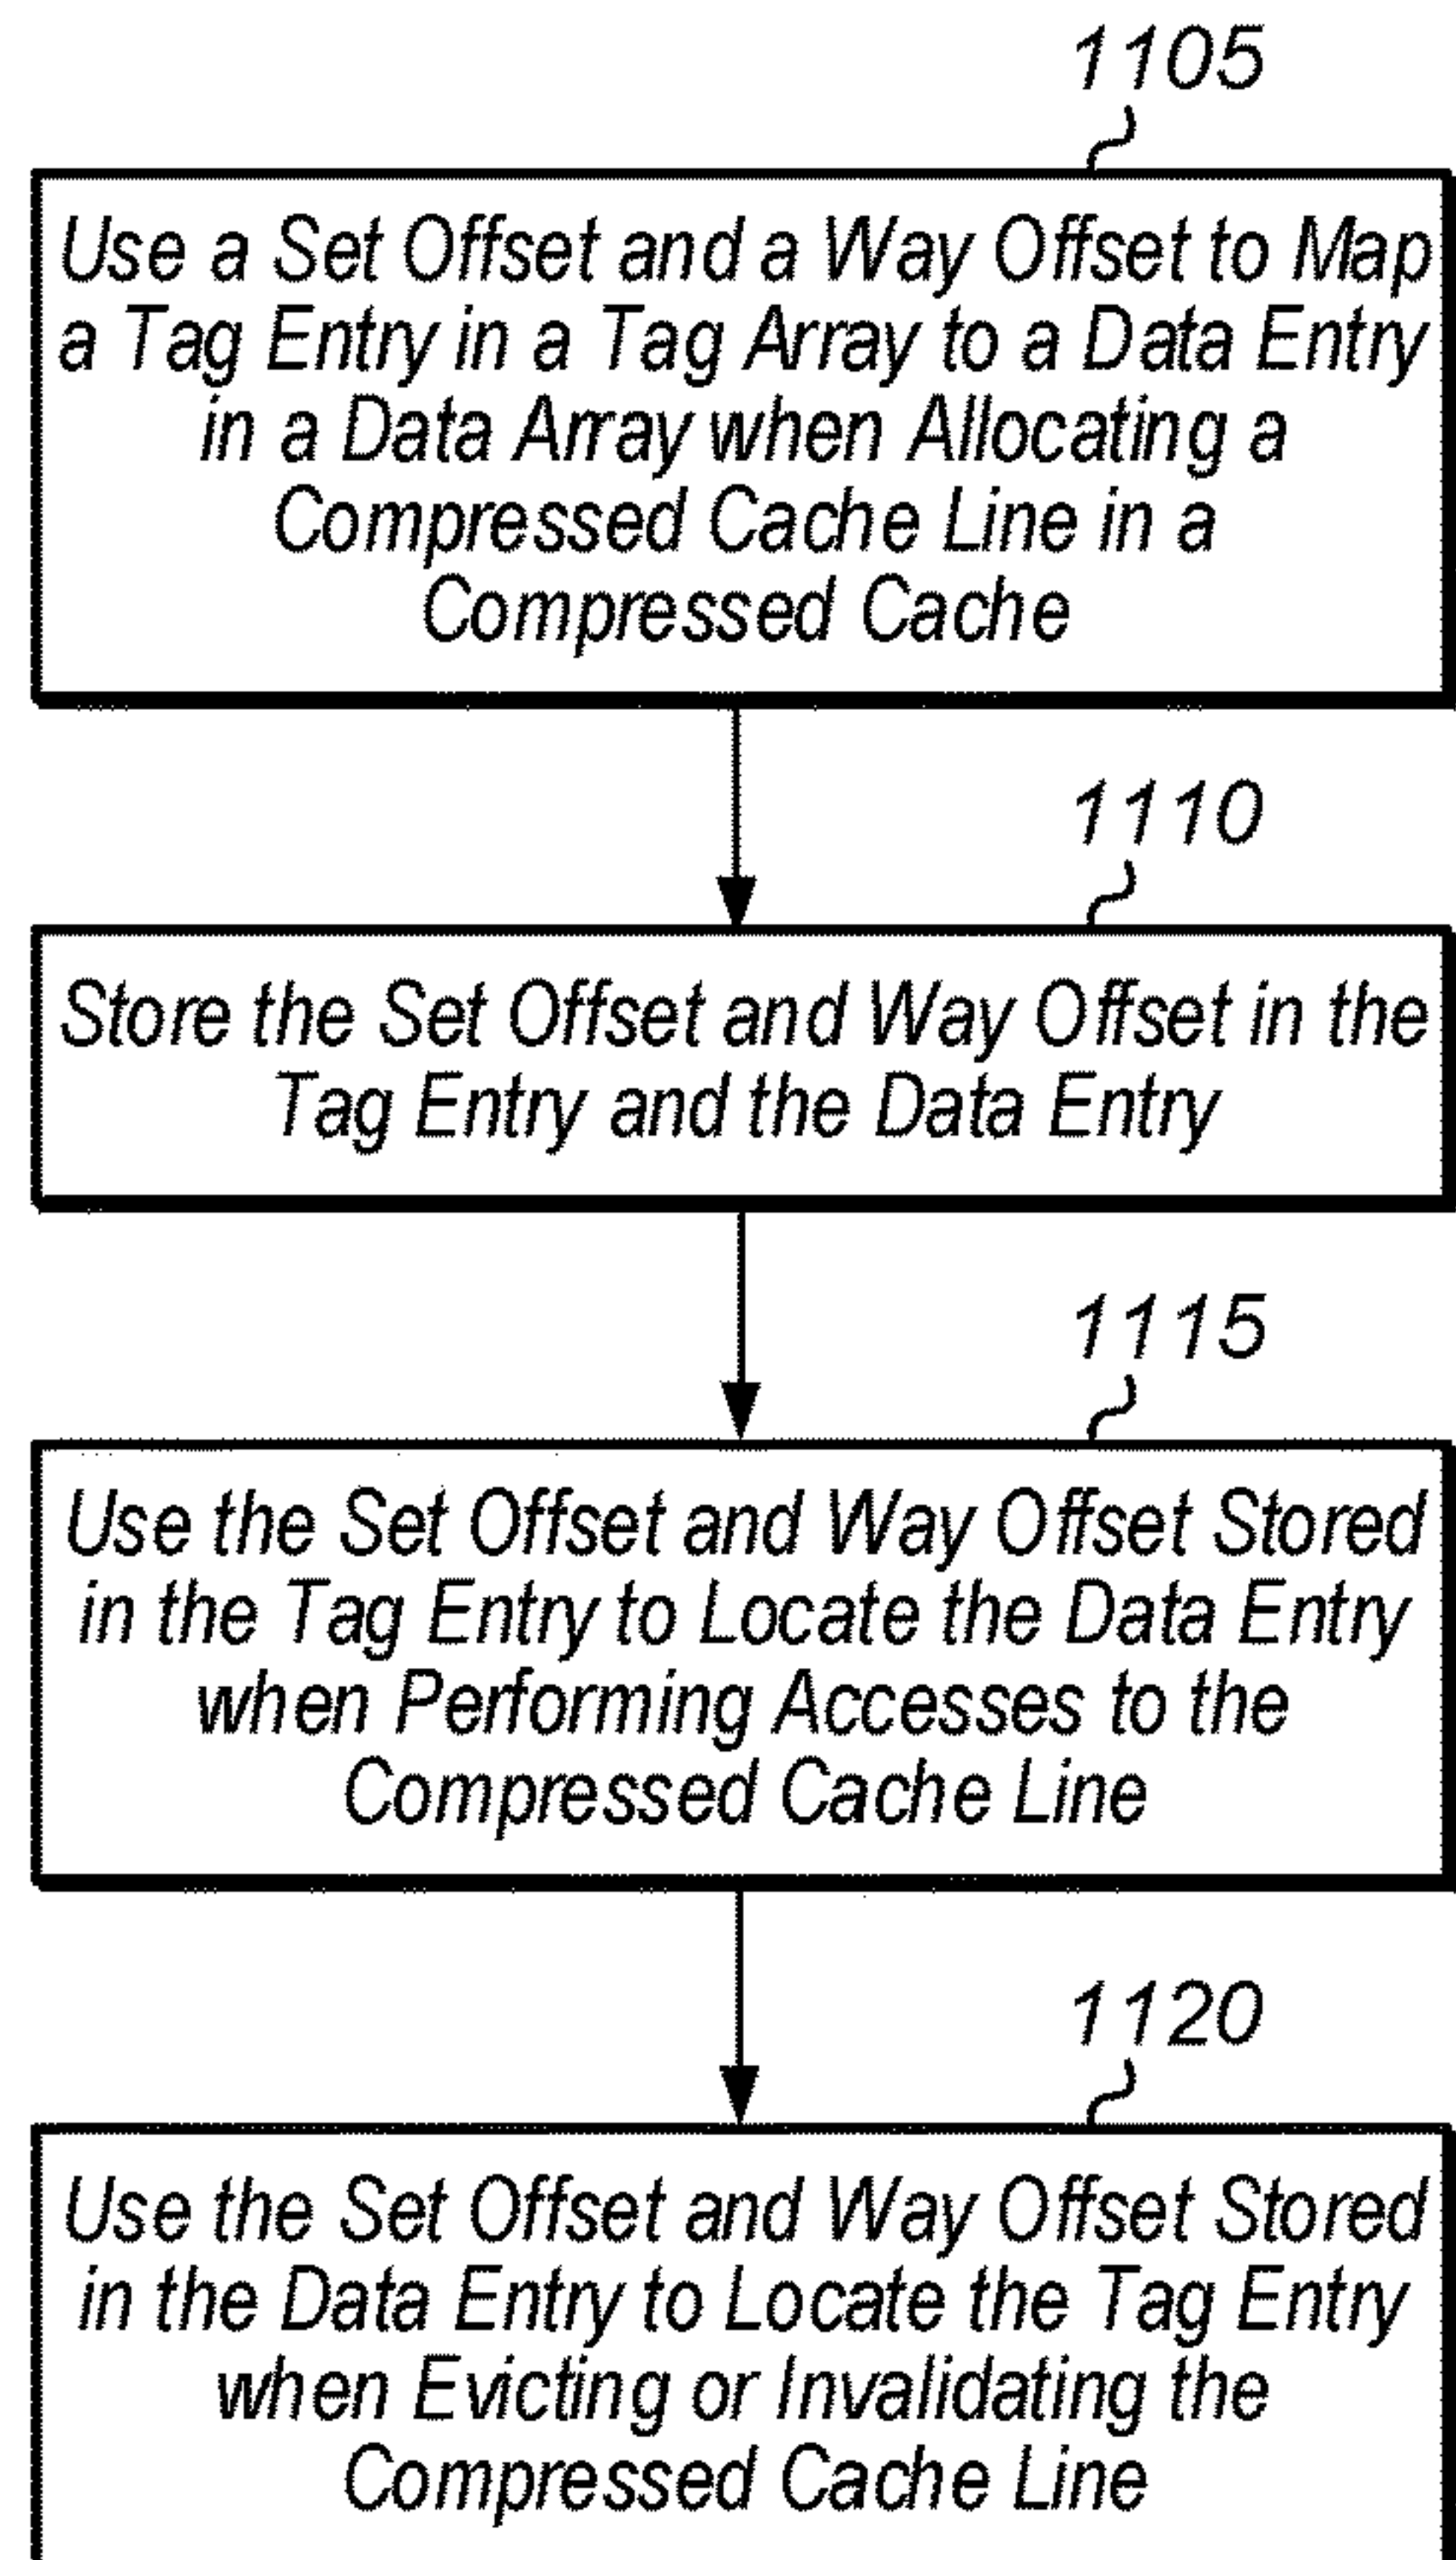 1105
Use a Set Offset and a Way Offset to Map
a Tag Entry in a Tag Array to a Data Entry
in a Data Array when Allocating a
Compressed Cache Line in a
Compressed Cache
1110
Store the Set Offset and Way Offset in the
Tag Entry and the Data Entry
1115
Use the Set Offset and Way Offset Stored
in the Tag Entry to Locate the Data Entry
when Performing Accesses to the
Compressed Cache Line
1120
Use the Set Offset and Way Offset Stored
in the Data Entry to Locate the Tag Entry
when Evicting or Invalidating the
Compressed Cache Line